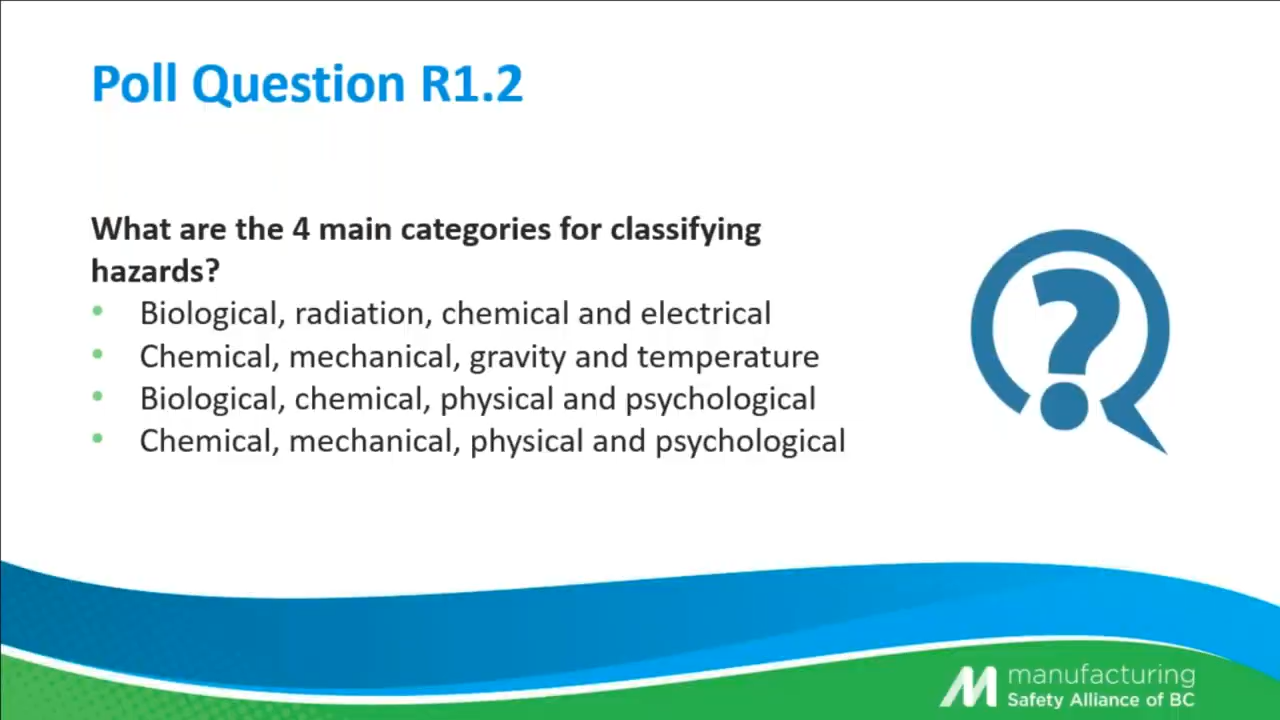 Poll Question R1.2
What are the 4 main categories for classifying
hazards?
• Biological, radiation, chemical and electrical
• Chemical, mechanical, gravity and temperature
• Biological, chemical, physical and psychological
• Chemical, mechanical, physical and psychological
?
manufacturing
Safety Alliance of BC